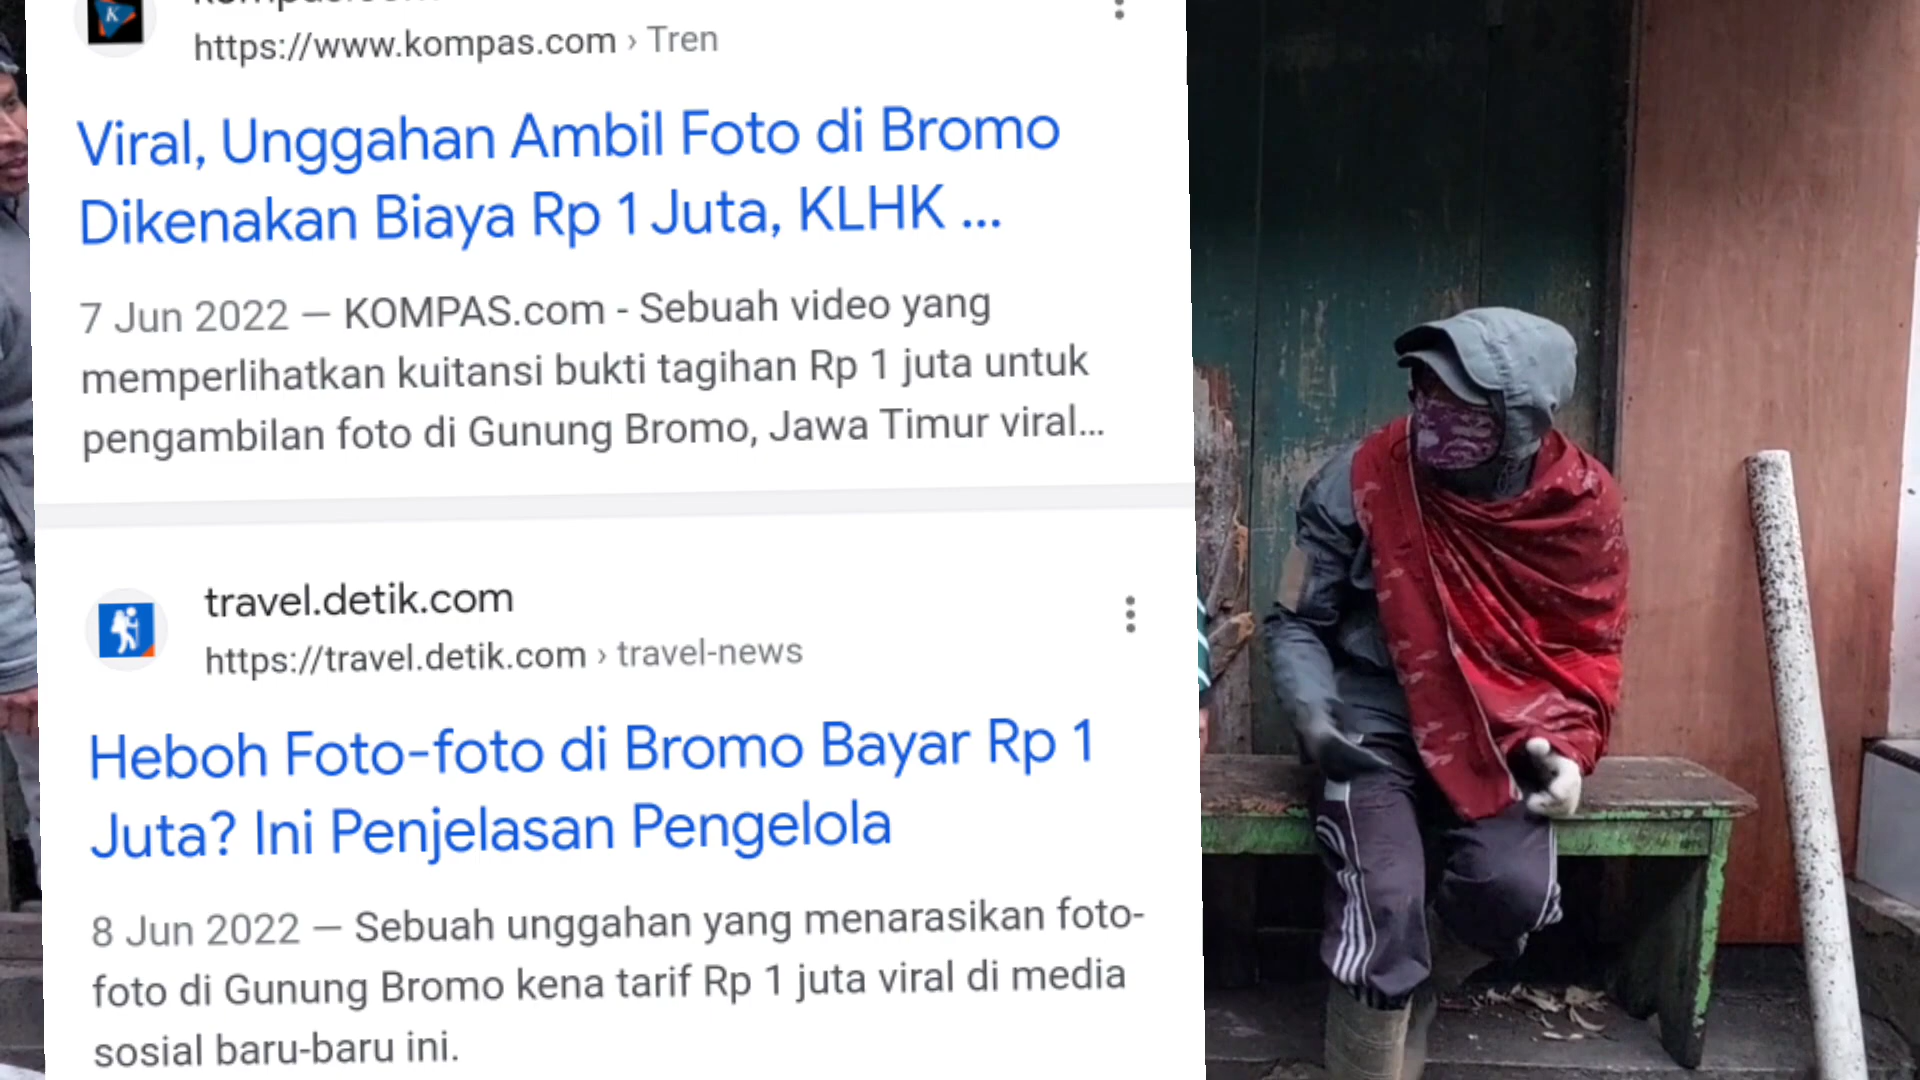 https://www.kompas.com › Tren
Viral, Unggahan Ambil Foto di Bromo
Dikenakan Biaya Rp 1 Juta, KLHK ...
7 Jun 2022 — KOMPAS.com - Sebuah video yang
memperlihatkan kuitansi bukti tagihan Rp 1 juta untuk
pengambilan foto di Gunung Bromo, Jawa Timur viral...
travel.detik.com
https://travel.detik.com › travel-news
Heboh Foto-foto di Bromo Bayar Rp 1
Juta? Ini Penjelasan Pengelola
8 Jun 2022 — Sebuah unggahan yang menarasikan foto-
foto di Gunung Bromo kena tarif Rp 1 juta viral di media
sosial baru-baru ini.